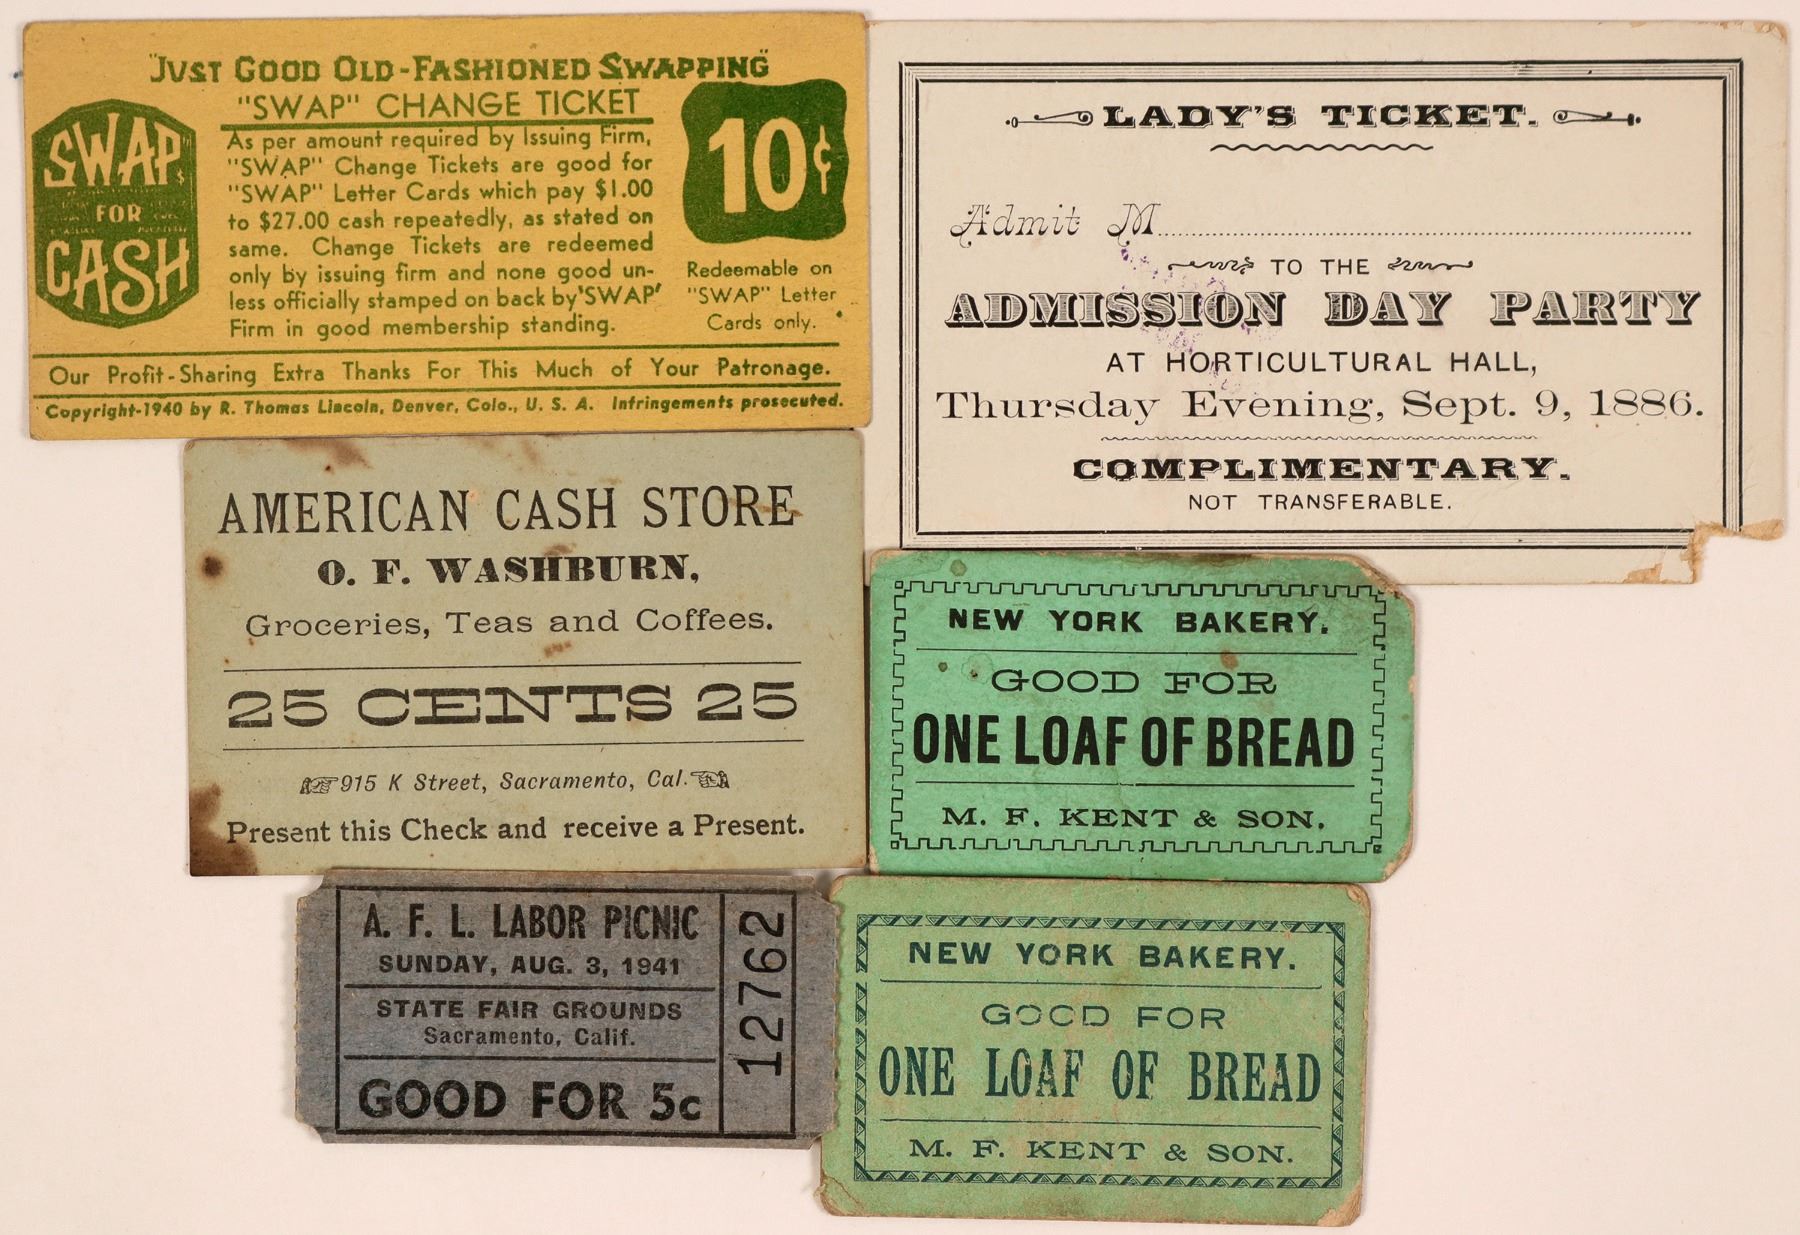 "JUST GOOD OLD-FASHIONED SWAPPING"
"SWAP" CHANGE TICKET
"SWAP"
FOR
CASH
As per amount required by Issuing Firm,
"SWAP" Change Tickets are good for
"SWAP" Letter Cards which pay $1.00
to $27.00 cash repeatedly, as stated on
same. Change Tickets are redeemed
only by issuing firm and none good un-
less officially stamped on back by 'SWAP'
Firm in good membership standing.
10¢
Redeemable on
"SWAP" Letter
Cards only.
Our Profit-Sharing Extra Thanks For This Much of Your Patronage.
Copyright-1940 by R. Thomas Lincoln, Denver, Colo., U. S. A. Infringements prosecuted.
LADY'S TICKET.
Admit M
TO THE
ADMISSION DAY PARTY
AT HORTICULTURAL HALL,
Thursday Evening, Sept. 9, 1886.
COMPLIMENTARY.
NOT TRANSFERABLE.
AMERICAN CASH STORE
O. F. WASHBURN,
Groceries, Teas and Coffees.
25 CENTS 25
915 K Street, Sacramento, Cal.
Present this Check and receive a Present.
NEW YORK BAKERY.
GOOD FOR
ONE LOAF OF BREAD
M. F. KENT & SON.
A. F. L. LABOR PICNIC
SUNDAY, AUG. 3, 1941
STATE FAIR GROUNDS
Sacramento, Calif.
GOOD FOR 5c
12762
NEW YORK BAKERY.
GOOD FOR
ONE LOAF OF BREAD
M. F. KENT & SON.